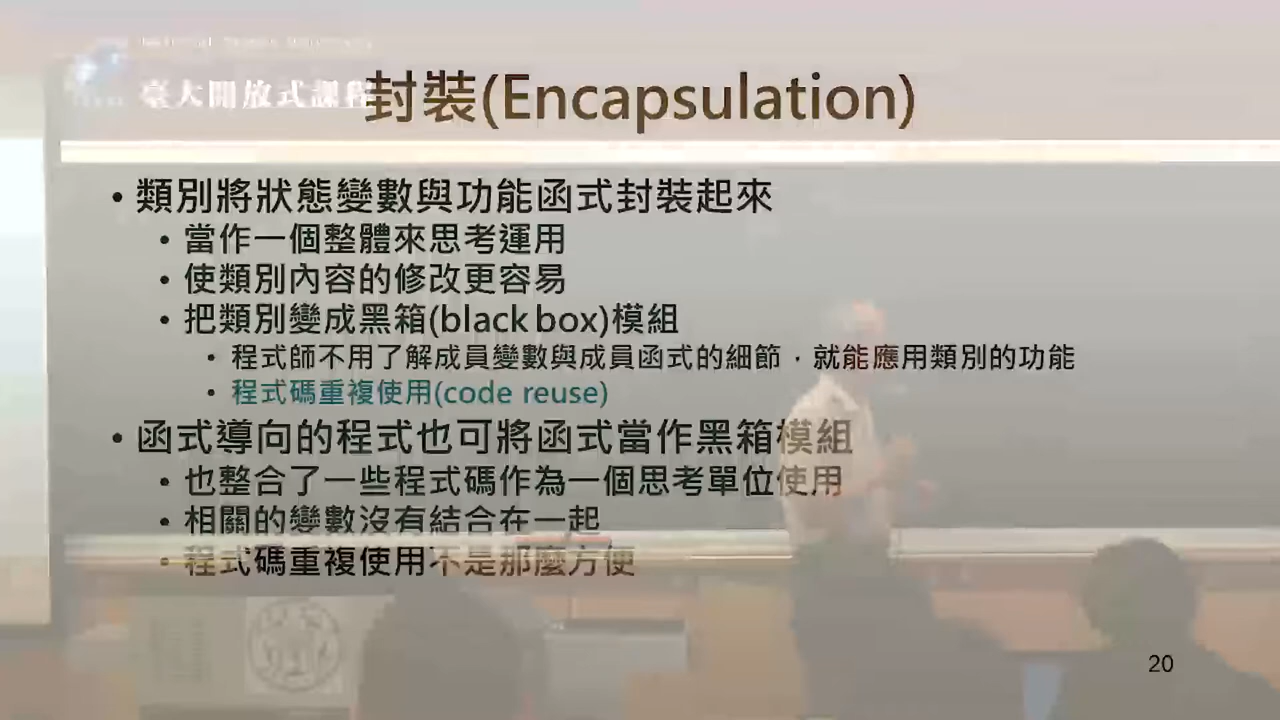 National Taiwan University
臺大開放式課程
封裝(Encapsulation)
• 類別將狀態變數與功能函式封裝起來
• 當作一個整體來思考運用
• 使類別內容的修改更容易
• 把類別變成黑箱(black box)模組
• 程式師不用了解成員變數與成員函式的細節，就能應用類別的功能
• 程式碼重複使用(code reuse)
• 函式導向的程式也可將函式當作黑箱模組
• 也整合了一些程式碼作為一個思考單位使用
• 相關的變數沒有結合在一起
• 程式碼重複使用不是那麼方便
20